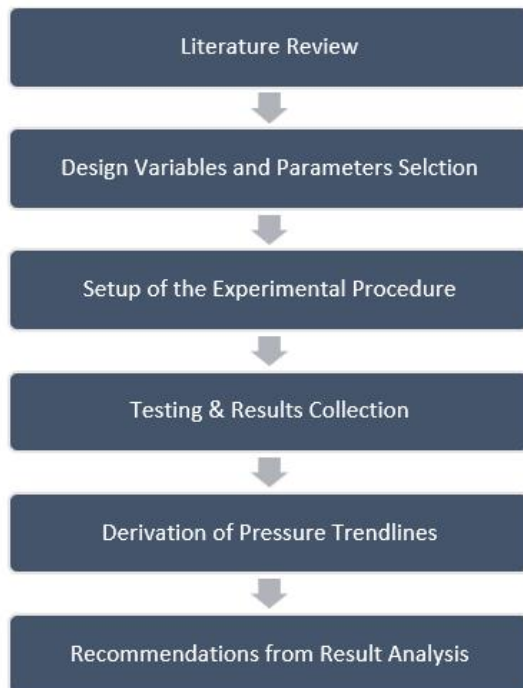 Literature Review
Design Variables and Parameters Selction
Setup of the Experimental Procedure
Testing & Results Collection
Derivation of Pressure Trendlines
Recommendations from Result Analysis